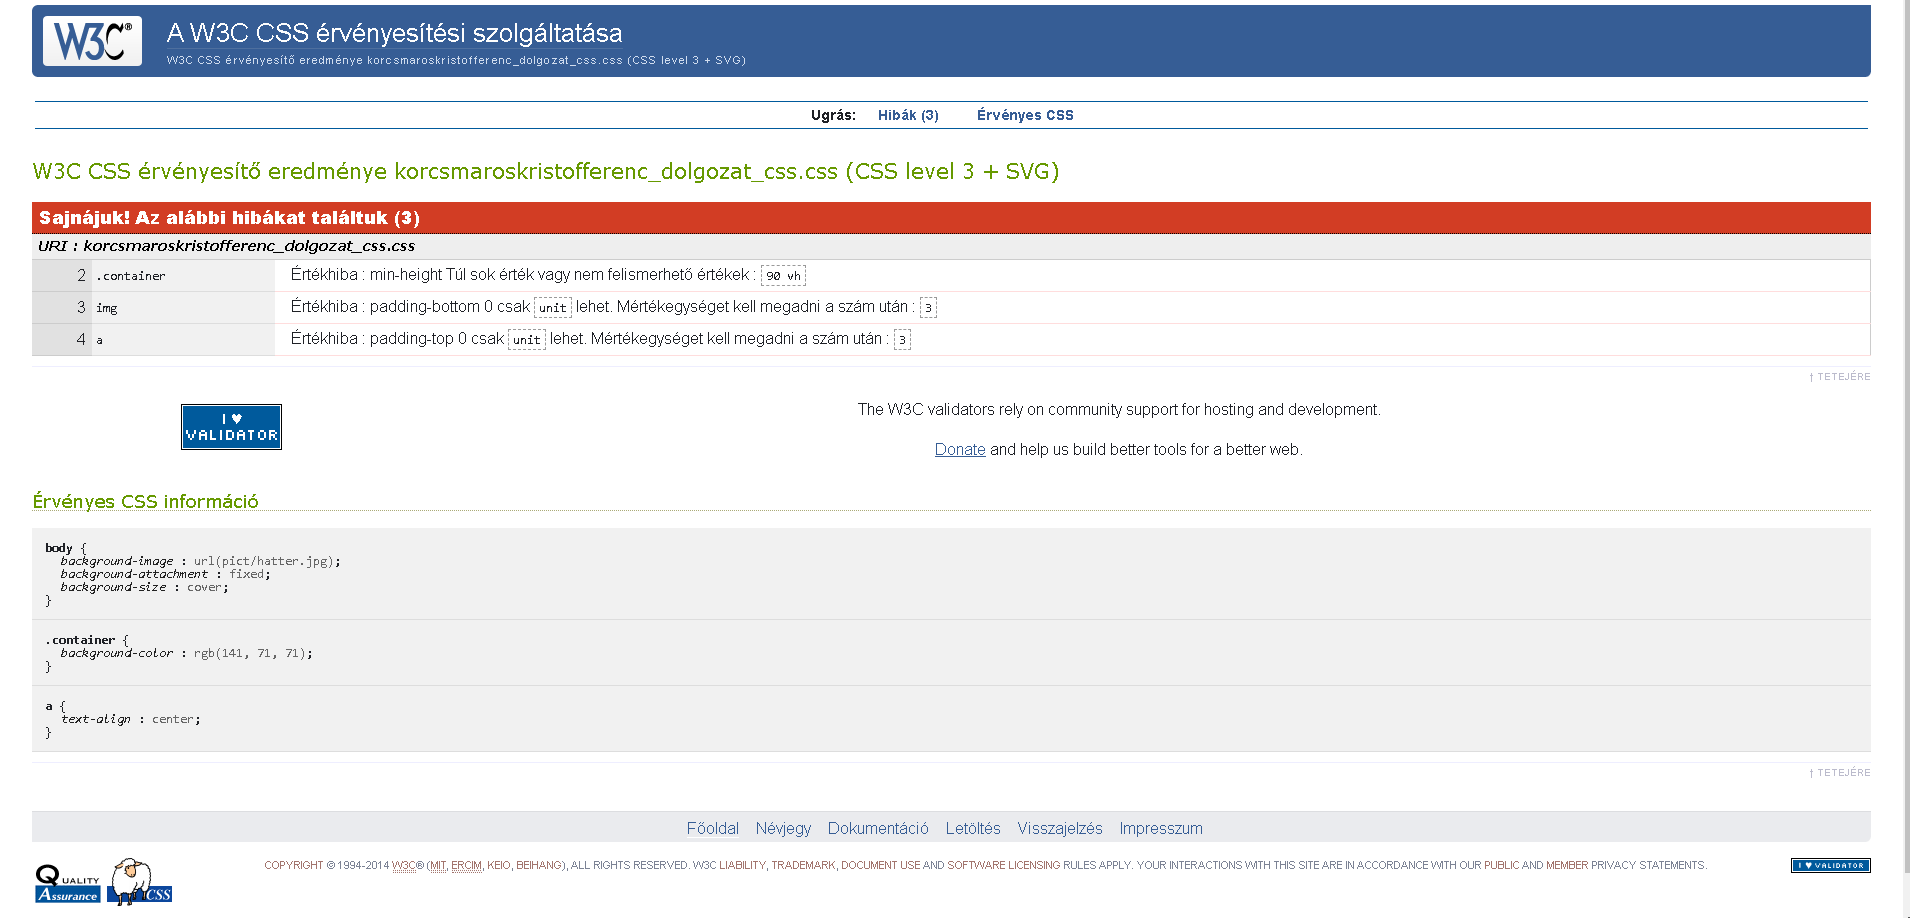 W3C® A W3C CSS érvényesítési szolgáltatása
W3C CSS érvényesítő eredménye korcsmaroskristofferenc_dolgozat_css.css (CSS level 3 + SVG)
Ugrás: Hibák (3) Érvényes CSS
W3C CSS érvényesítő eredménye korcsmaroskristofferenc_dolgozat_css.css (CSS level 3 + SVG)
Sajnájuk! Az alábbi hibákat találtuk (3)
URI : korcsmaroskristofferenc_dolgozat_css.css
2 .container Értékhiba : min-height Túl sok érték vagy nem felismerhető értékek : 90 vh
3 img Értékhiba : padding-bottom 0 csak unit lehet. Mértékegységet kell megadni a szám után : 3
4 a Értékhiba : padding-top 0 csak unit lehet. Mértékegységet kell megadni a szám után : 3
↑ TETEJÉRE
I ♥
VALIDATOR
The W3C validators rely on community support for hosting and development.
Donate and help us build better tools for a better web.
Érvényes CSS információ
body {
background-image : url(pict/hatter.jpg);
background-attachment : fixed;
background-size : cover;
}
.container {
background-color : rgb(141, 71, 71);
}
a {
text-align : center;
}
↑ TETEJÉRE
Főoldal Névjegy Dokumentáció Letöltés Visszajelzés Impresszum
QUALITY
Assurance
CSS
COPYRIGHT © 1994-2014 W3C® (MIT, ERCIM, KEIO, BEIHANG), ALL RIGHTS RESERVED. W3C LIABILITY, TRADEMARK, DOCUMENT USE AND SOFTWARE LICENSING RULES APPLY. YOUR INTERACTIONS WITH THIS SITE ARE IN ACCORDANCE WITH OUR PUBLIC AND MEMBER PRIVACY STATEMENTS.
I ♥ VALIDATOR